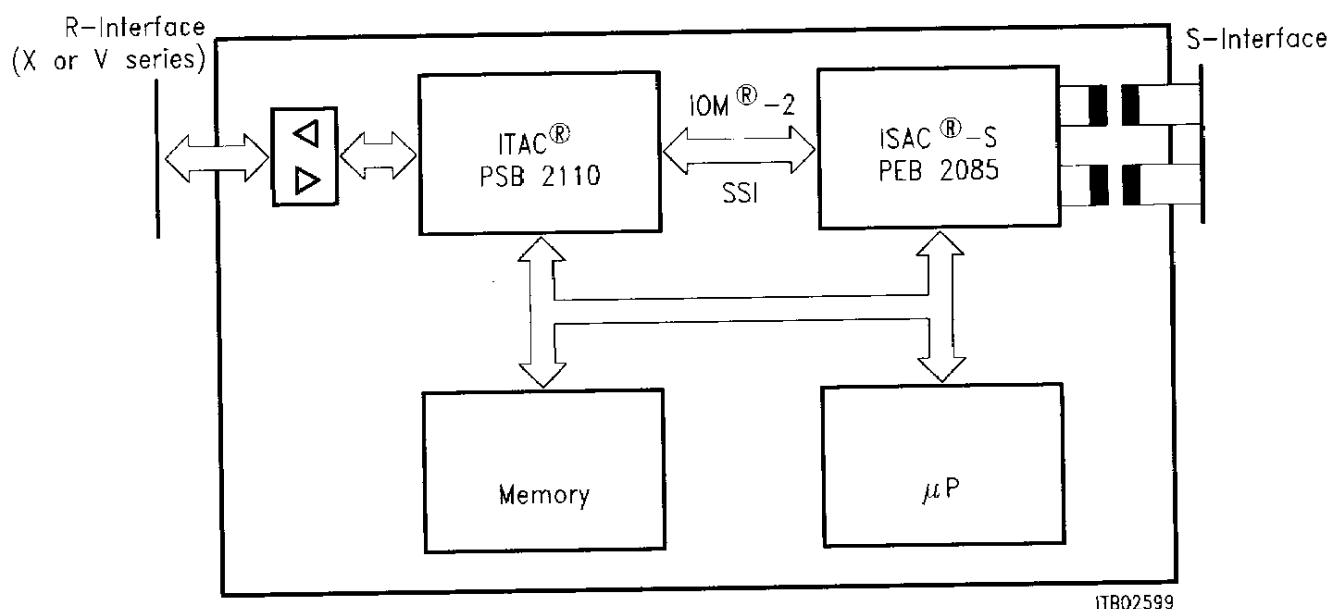 R-Interface
(X or V series)
S-Interface
IOM®-2
ITAC®
PSB 2110
ISAC®-S
PEB 2085
SSI
Memory
μP
ITB02599